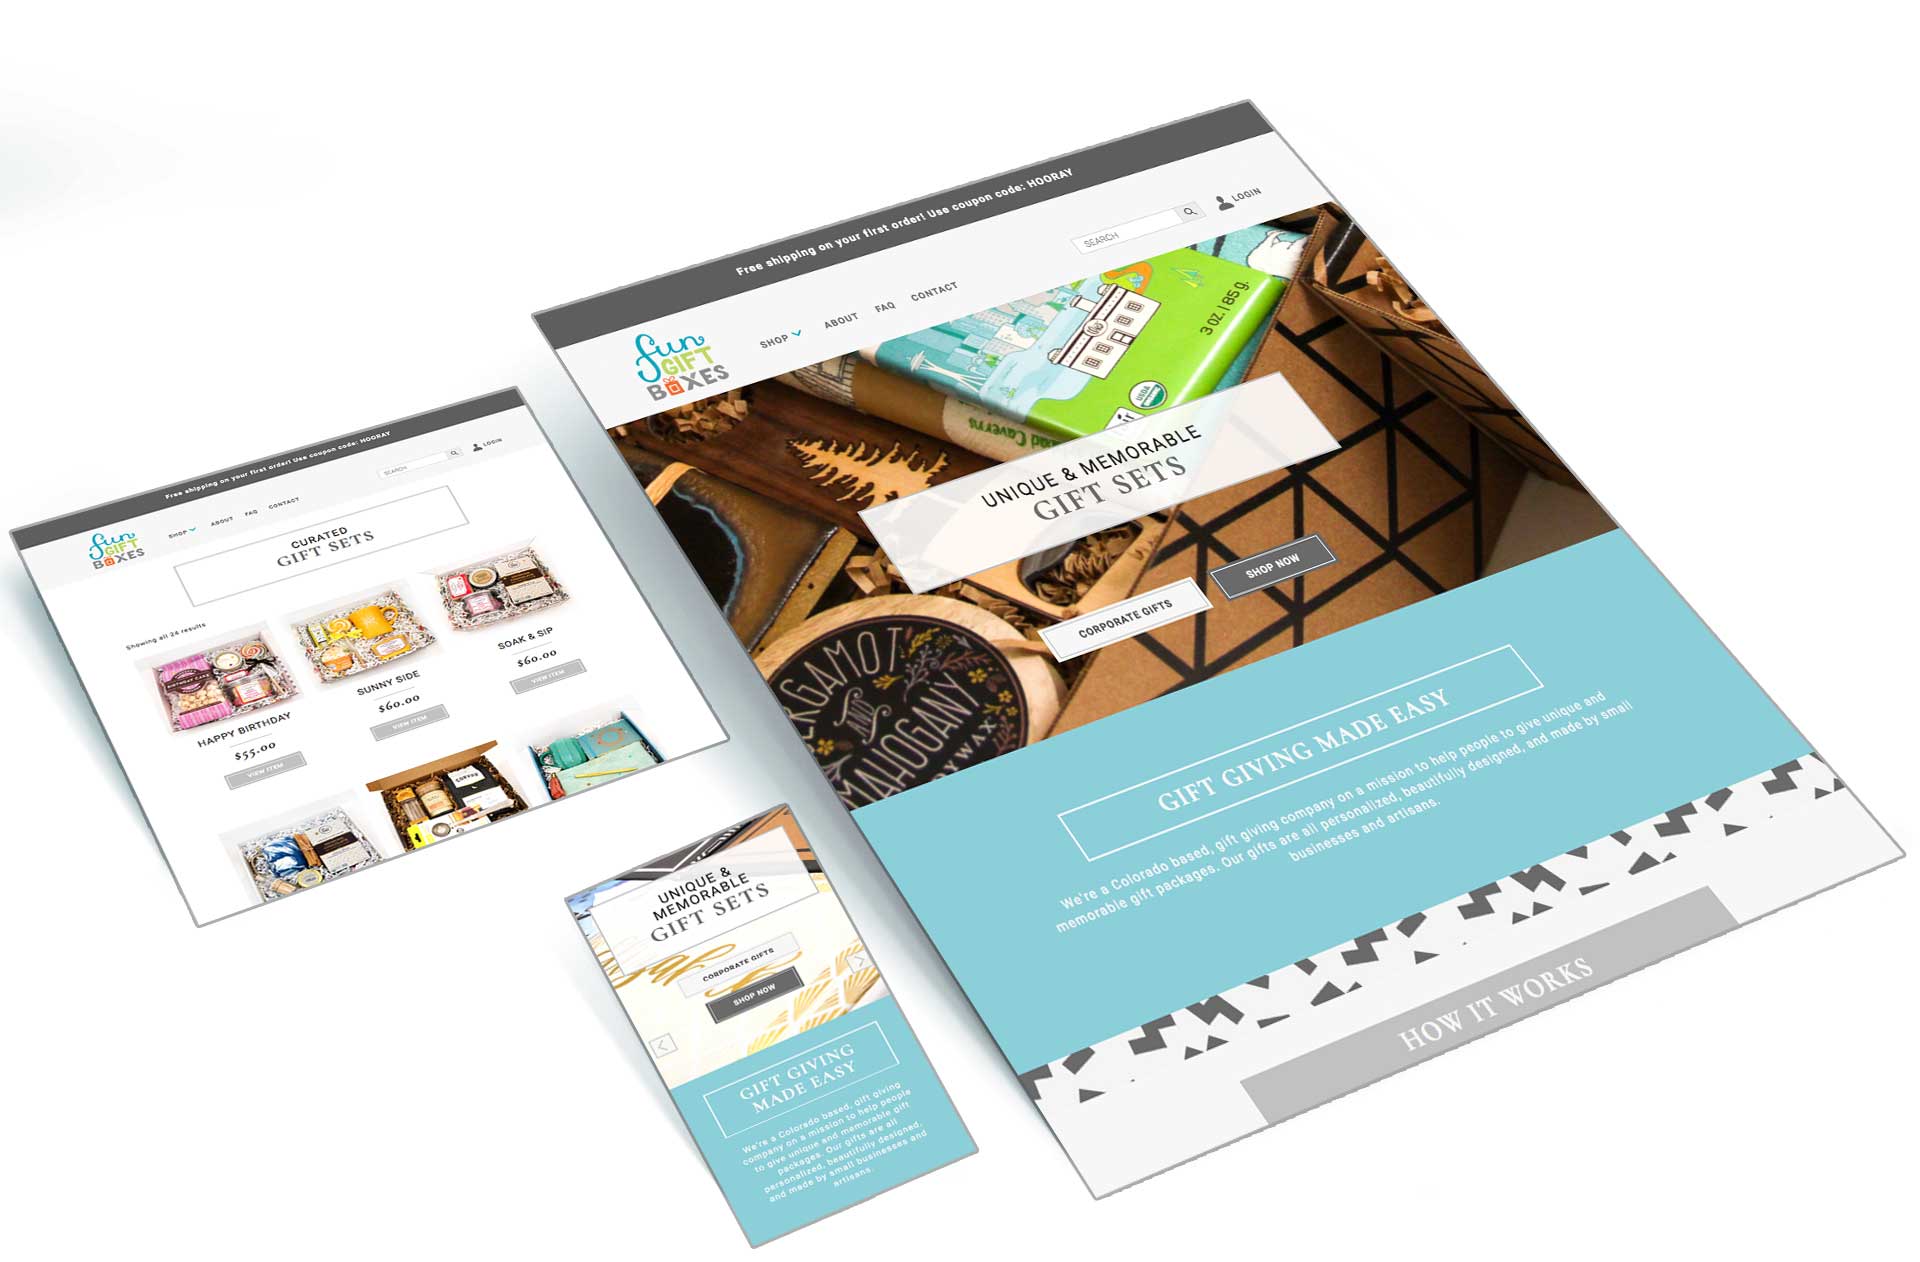 Free shipping on your first order! Use coupon code: HOORAY
SEARCH
LOGIN
fun
GIFT
BOXES
SHOP
ABOUT
FAQ
CONTACT
3 oz. | 85 g.
USDA
Caverns
UNIQUE & MEMORABLE
GIFT SETS
CORPORATE GIFTS
SHOP NOW
BERGAMOT
AND
MAHOGANY
WAX
GIFT GIVING MADE EASY
We're a Colorado based, gift giving company on a mission to help people to give unique and
memorable gift packages. Our gifts are all personalized, beautifully designed, and made by small
businesses and artisans.
HOW IT WORKS
Free shipping on your first order! Use coupon code: HOORAY
SEARCH
LOGIN
fun
GIFT
BOXES
SHOP
ABOUT
FAQ
CONTACT
CURATED
GIFT SETS
Showing all 24 results
HAPPY BIRTHDAY
$55.00
VIEW ITEM
SUNNY SIDE
$60.00
VIEW ITEM
SOAK & SIP
$60.00
VIEW ITEM
UNIQUE &
MEMORABLE
GIFT SETS
CORPORATE GIFTS
SHOP NOW
GIFT GIVING
MADE EASY
We're a Colorado based, gift giving
company on a mission to help people
to give unique and memorable gift
packages. Our gifts are all
personalized, beautifully designed,
and made by small businesses and
artisans.